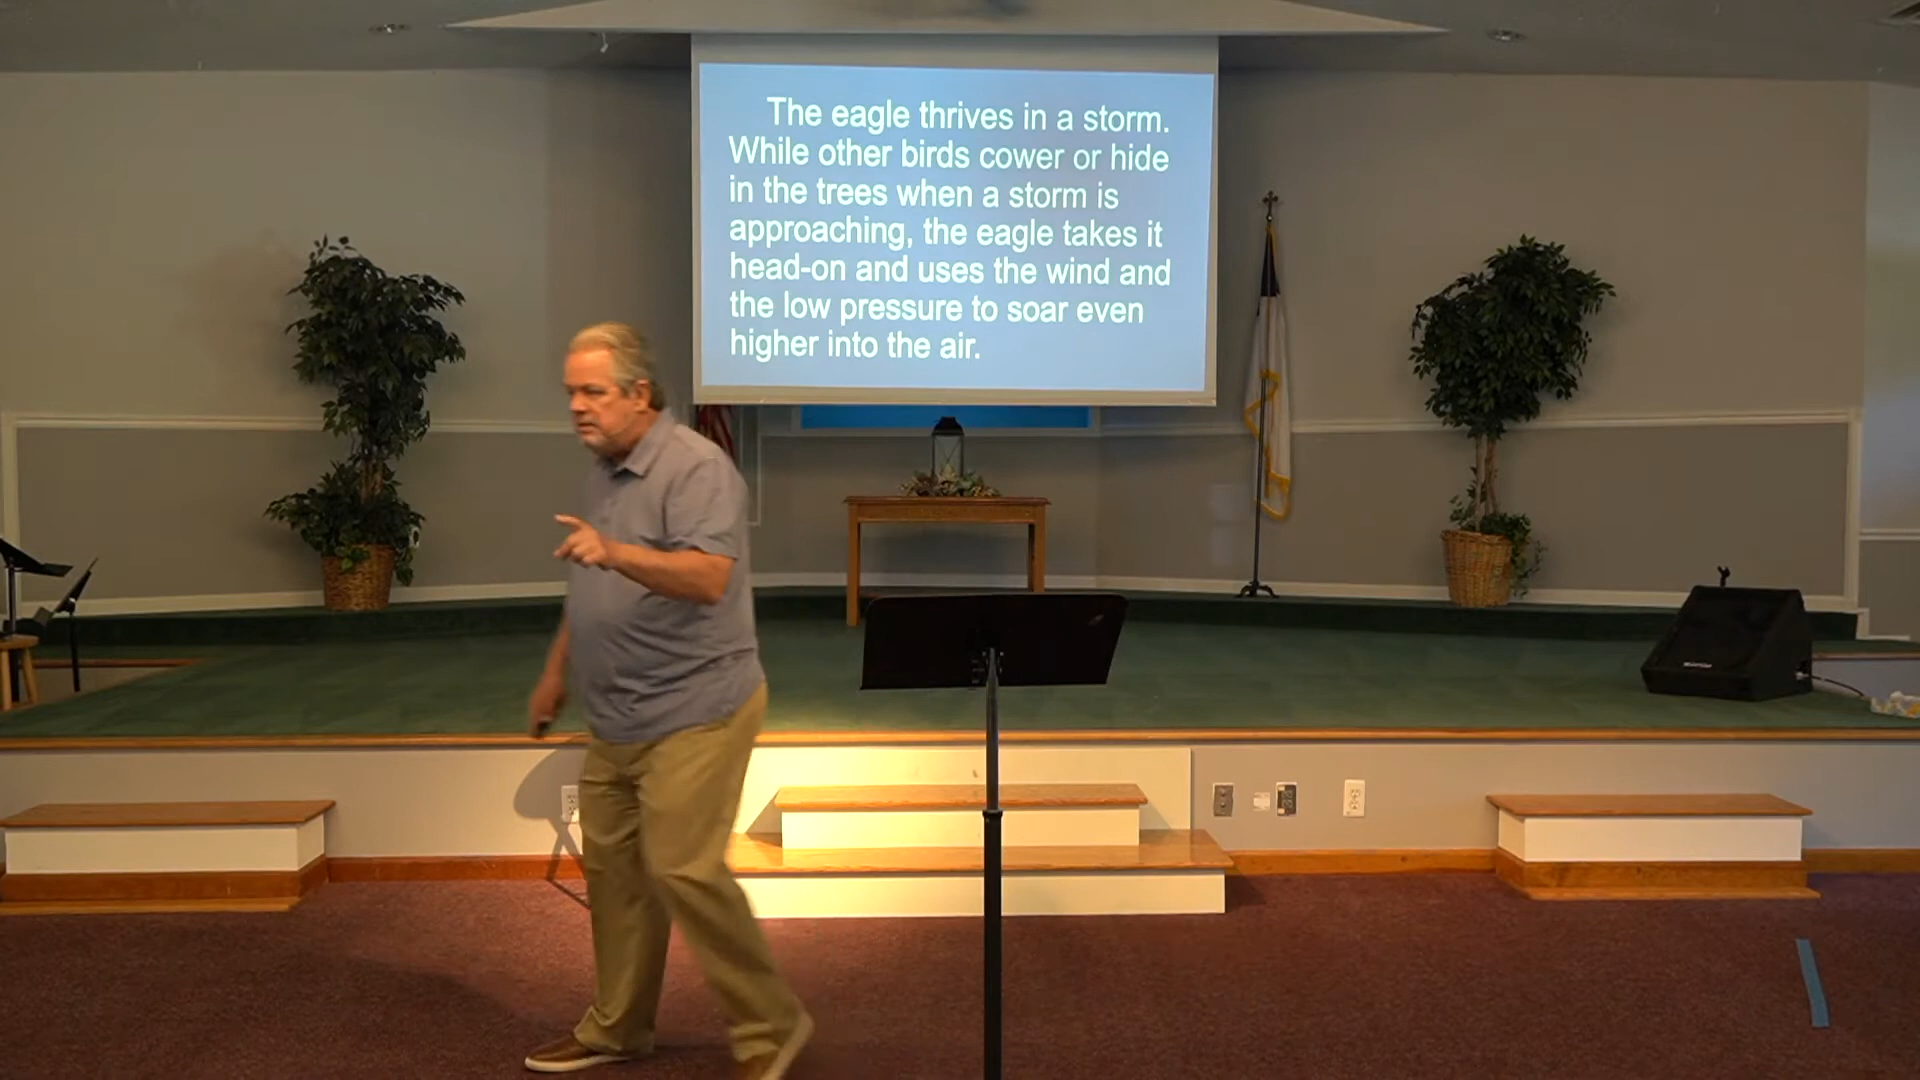 The eagle thrives in a storm.
While other birds cower or hide
in the trees when a storm is
approaching, the eagle takes it
head-on and uses the wind and
the low pressure to soar even
higher into the air.